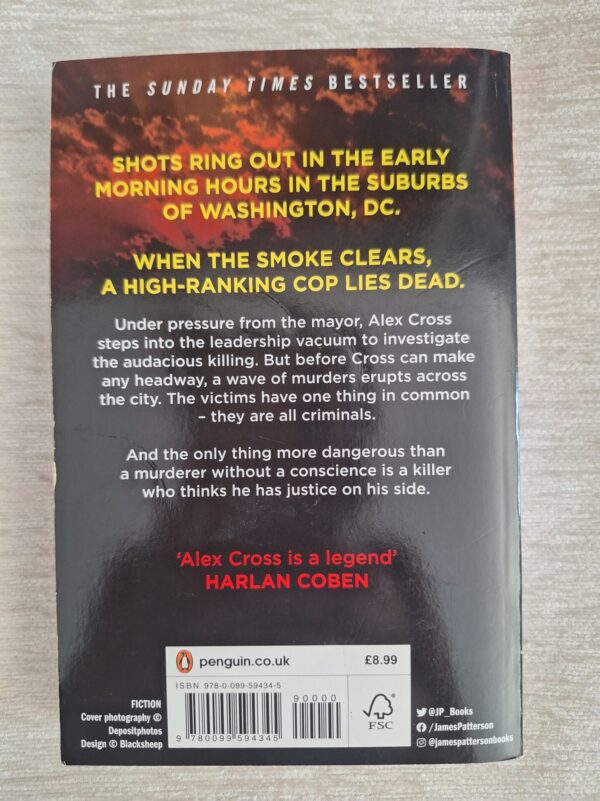 THE SUNDAY TIMES BESTSELLER
SHOTS RING OUT IN THE EARLY
MORNING HOURS IN THE SUBURBS
OF WASHINGTON, DC.
WHEN THE SMOKE CLEARS,
A HIGH-RANKING COP LIES DEAD.
Under pressure from the mayor, Alex Cross
steps into the leadership vacuum to investigate
the audacious killing. But before Cross can make
any headway, a wave of murders erupts across
the city. The victims have one thing in common
– they are all criminals.
And the only thing more dangerous than
a murderer without a conscience is a killer
who thinks he has justice on his side.
‘Alex Cross is a legend’
HARLAN COBEN
penguin.co.uk £8.99
ISBN 978-0-099-59434-5
90000
9 780099 594345
FSC
FICTION
Cover photography ©
Depositphotos
Design © Blacksheep
@JP_Books
/JamesPatterson
@jamespattersonbooks